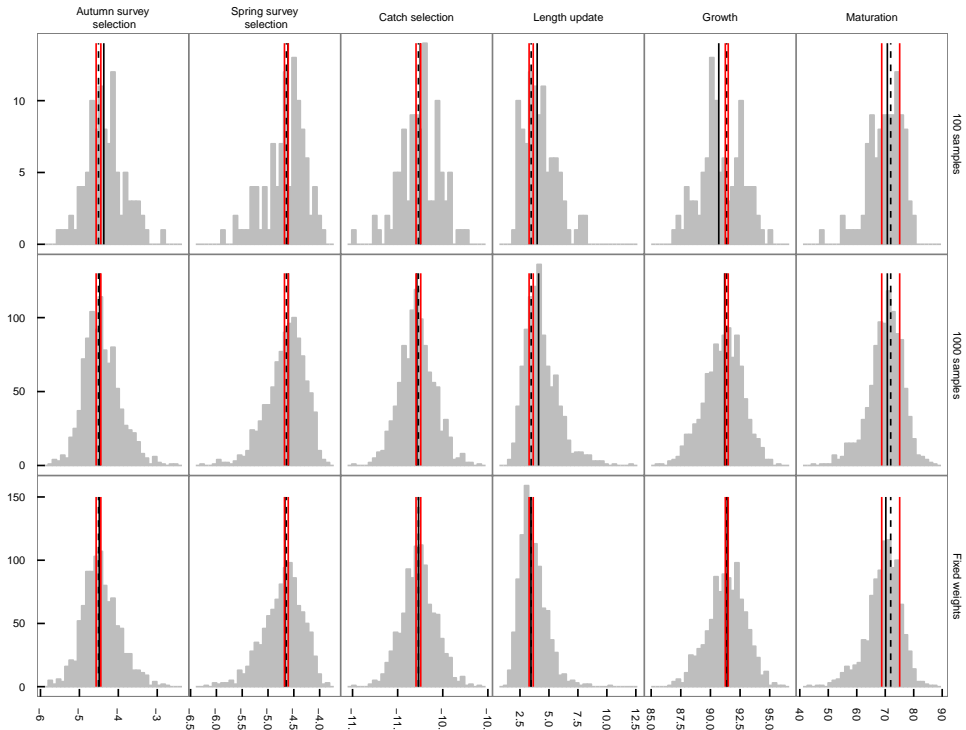 Autumn survey
selection
Spring survey
selection
Catch selection
Length update
Growth
Maturation
10
5
0
100 samples
100
50
0
1000 samples
150
100
50
0
Fixed weights
-6 -4 -4 -3
-6.5 -6.0 -5.5 -5.0 -4.5 -4.0
-11. -11. -10. -10.
2.5 5.0 7.5 10.0 12.5
85.0 87.5 90.0 92.5 95.0
40 50 60 70 80 90